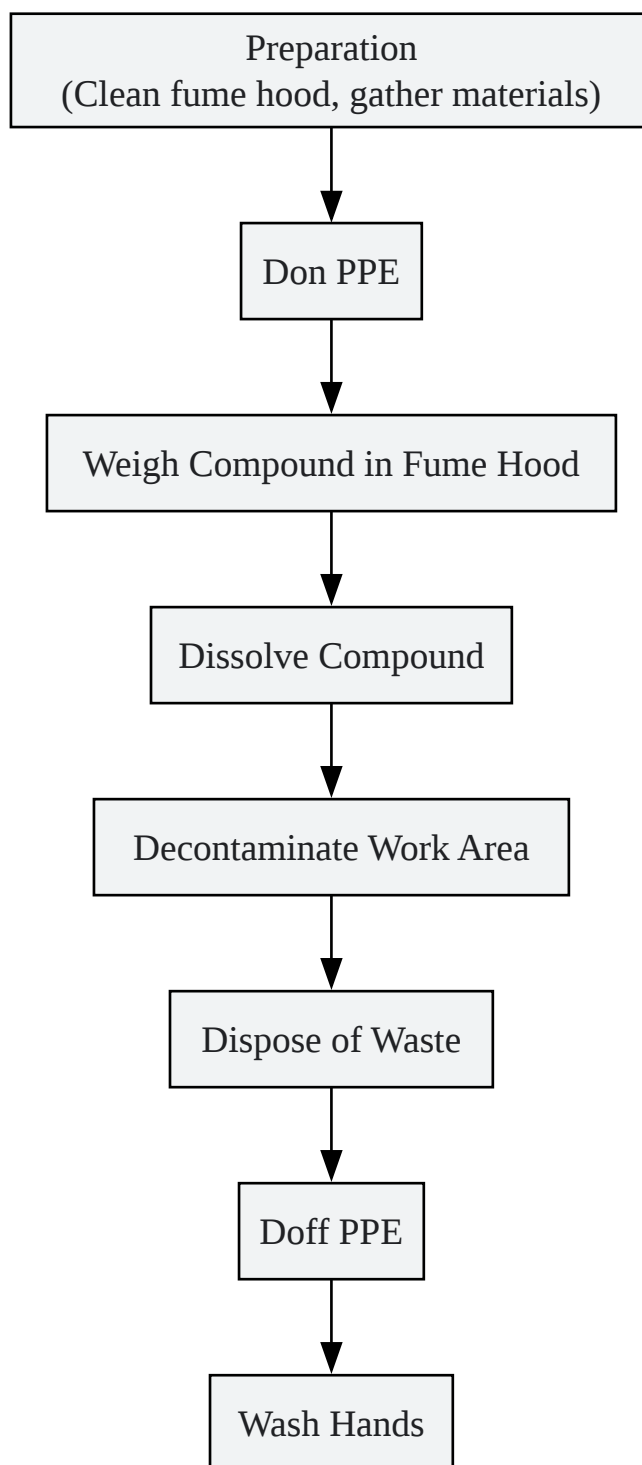 Preparation
(Clean fume hood, gather materials)
Don PPE
Weigh Compound in Fume Hood
Dissolve Compound
Decontaminate Work Area
Dispose of Waste
Doff PPE
Wash Hands